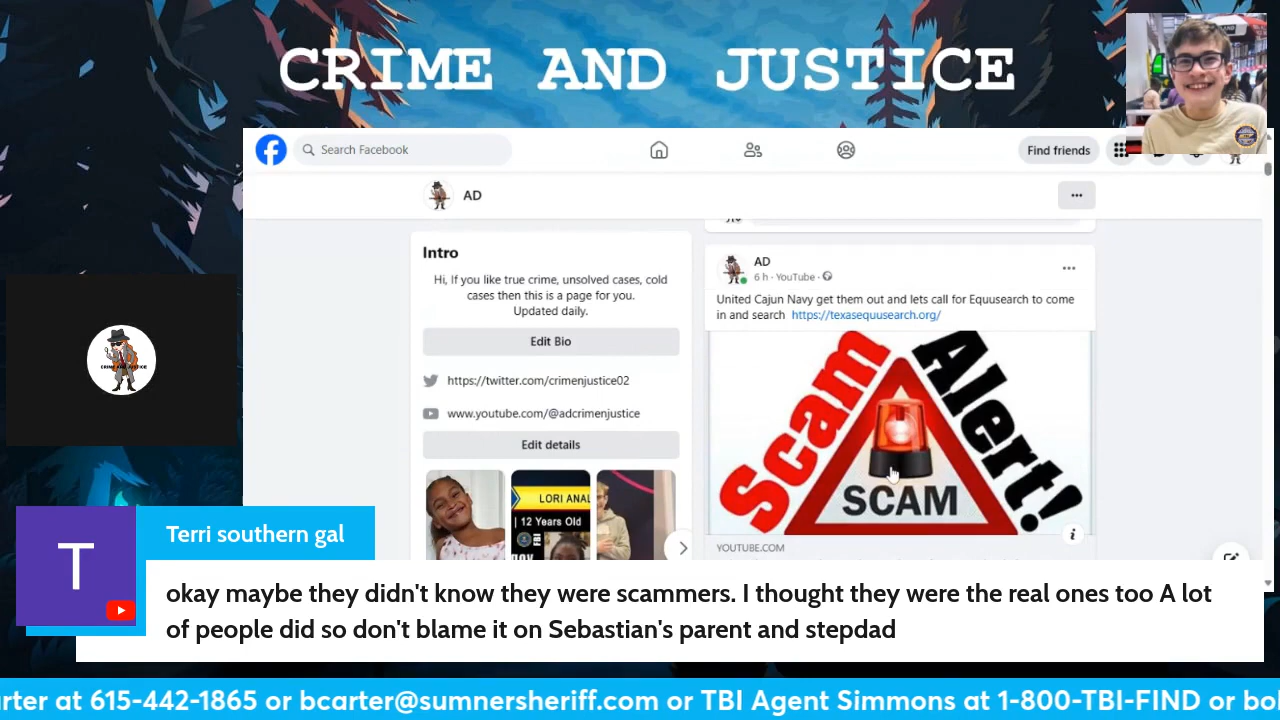 CRIME AND JUSTICE
Search Facebook
Find friends
AD
Intro
Hi, If you like true crime, unsolved cases, cold
cases then this is a page for you.
Updated daily.
Edit Bio
https://twitter.com/crimenjustice02
www.youtube.com/@adcrimenjustice
Edit details
LORI ANAL
12 Years Old
FBI
AD
6 h · YouTube ·
United Cajun Navy get them out and lets call for Equusearch to come
in and search https://texasequusearch.org/
Scam Alert!
SCAM
YOUTUBE.COM
CRIME AND JUSTICE
T
Terri southern gal
okay maybe they didn't know they were scammers. I thought they were the real ones too A lot
of people did so don't blame it on Sebastian's parent and stepdad
rter at 615-442-1865 or bcarter@sumnersheriff.com or TBI Agent Simmons at 1-800-TBI-FIND or bo